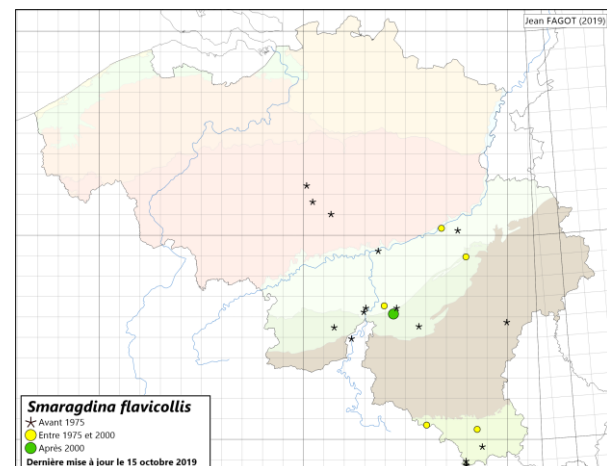 Jean FAGOT (2019)
Smaragdina flavicollis
Avant 1975
Entre 1975 et 2000
Après 2000
Dernière mise à jour le 15 octobre 2019